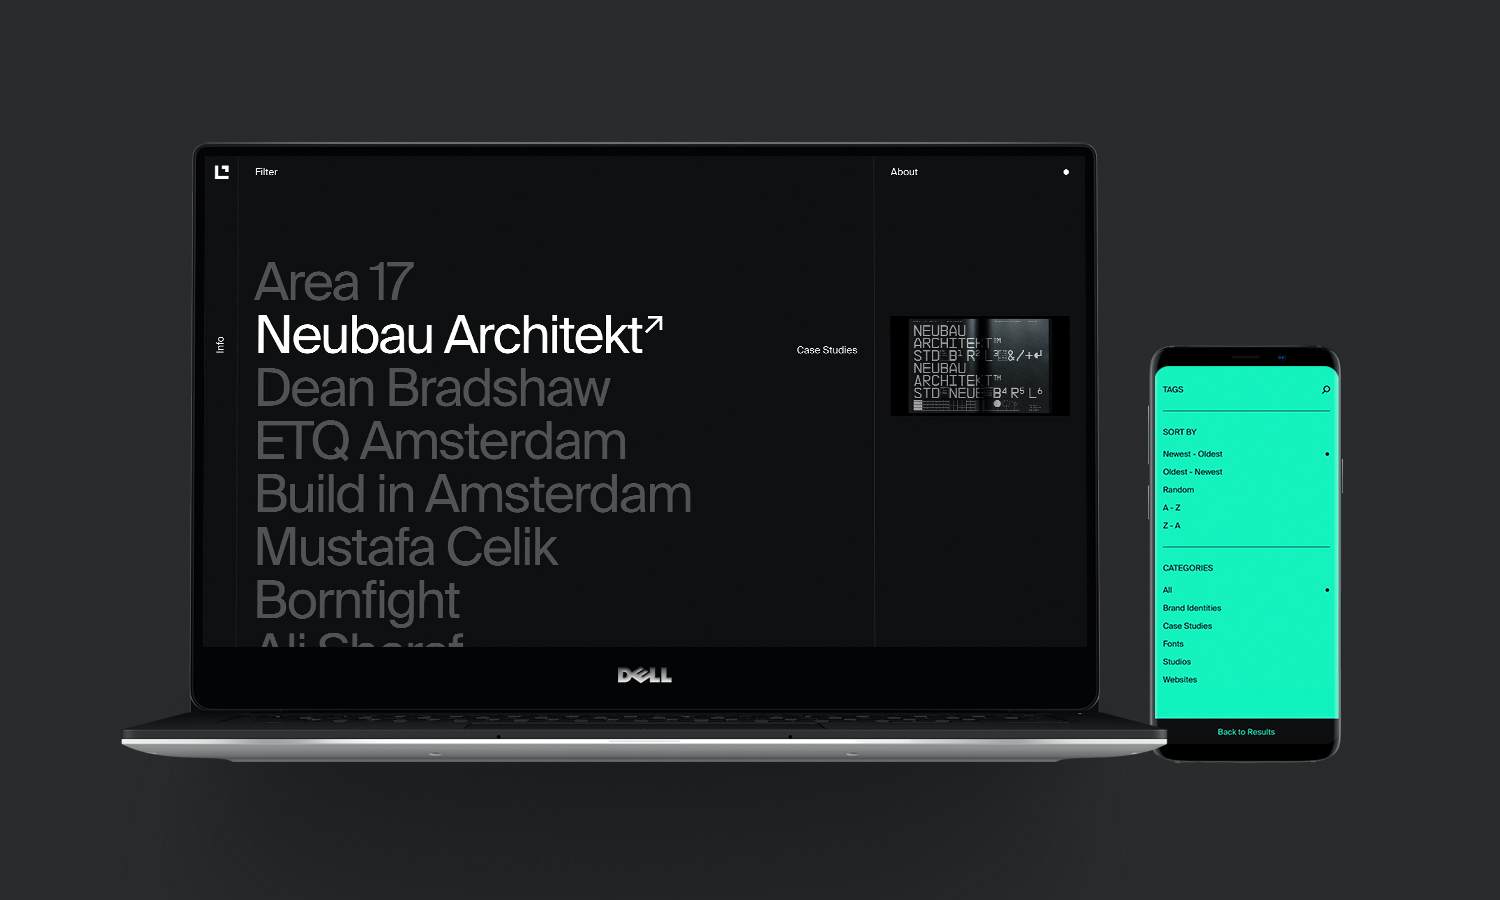 Filter
About
Info
Area 17
Neubau Architekt↗
Case Studies
Dean Bradshaw
ETQ Amsterdam
Build in Amsterdam
Mustafa Celik
Bornfight
NEUBAU
ARCHITEKT™
STD B¹ R² L³ &/+↵
NEUBAU
ARCHITEKT™
STD NEUE B⁴ R⁵ L⁶
DELL
TAGS
SORT BY
Newest - Oldest
Oldest - Newest
Random
A - Z
Z - A
CATEGORIES
All
Brand Identities
Case Studies
Fonts
Studios
Websites
Back to Results